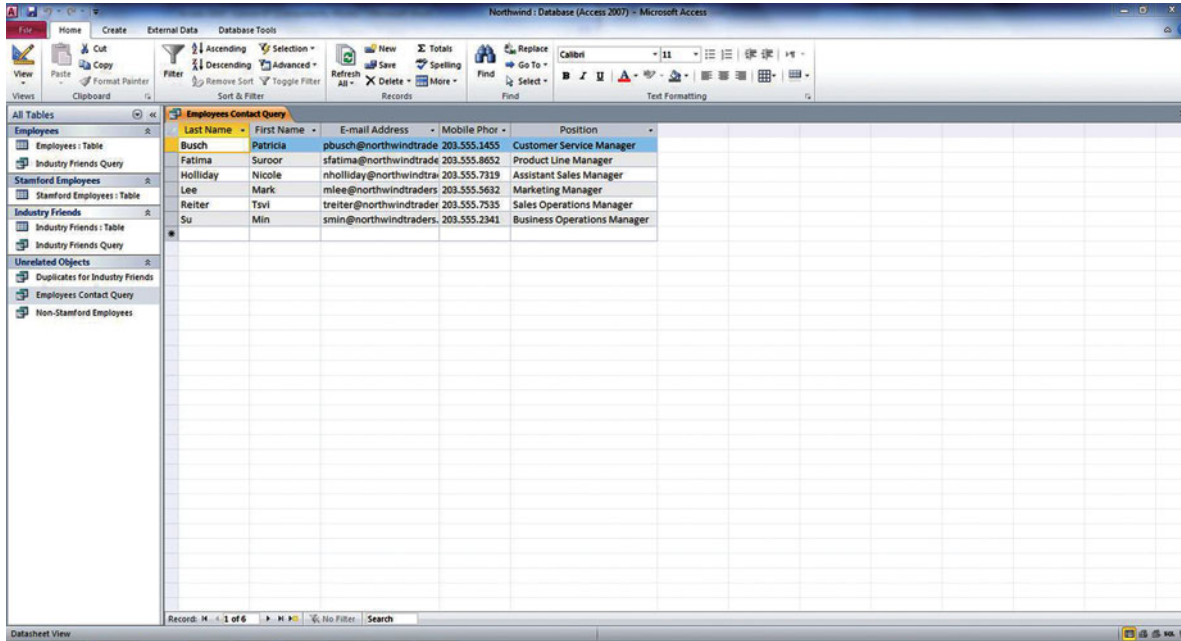 Northwind : Database (Access 2007) - Microsoft Access
File Home Create External Data Database Tools
View
Views
Paste
Cut
Copy
Format Painter
Clipboard
Filter
Ascending
Descending
Remove Sort
Selection
Advanced
Toggle Filter
Sort & Filter
Refresh All
New
Save
Delete
Σ Totals
Spelling
More
Records
Find
Replace
Go To
Select
Find
Calibri 11
B I U A
Text Formatting
All Tables
Employees
Employees : Table
Industry Friends Query
Stamford Employees
Stamford Employees : Table
Industry Friends
Industry Friends : Table
Industry Friends Query
Unrelated Objects
Duplicates for Industry Friends
Employees Contact Query
Non-Stamford Employees
Employees Contact Query
Last Name First Name E-mail Address Mobile Phor Position
Busch Patricia pbusch@northwindtrade 203.555.1455 Customer Service Manager
Fatima Suroor sfatima@northwindtrade 203.555.8652 Product Line Manager
Holliday Nicole nholliday@northwindtra 203.555.7319 Assistant Sales Manager
Lee Mark mlee@northwindtraders 203.555.5632 Marketing Manager
Reiter Tsvi treiter@northwindtrader 203.555.7535 Sales Operations Manager
Su Min smin@northwindtraders. 203.555.2341 Business Operations Manager
Record: 1 of 6 No Filter Search
Datasheet View